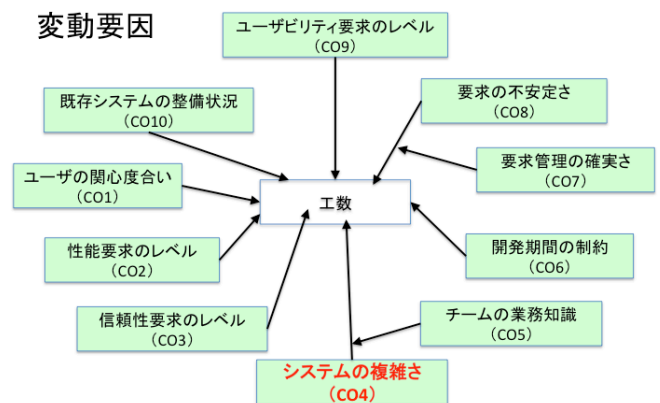 変動要因
ユーザビリティ要求のレベル
(CO9)
既存システムの整備状況
(CO10)
要求の不安定さ
(CO8)
ユーザの関心度合い
(CO1)
要求管理の確実さ
(CO7)
工数
性能要求のレベル
(CO2)
開発期間の制約
(CO6)
信頼性要求のレベル
(CO3)
チームの業務知識
(CO5)
システムの複雑さ
(CO4)